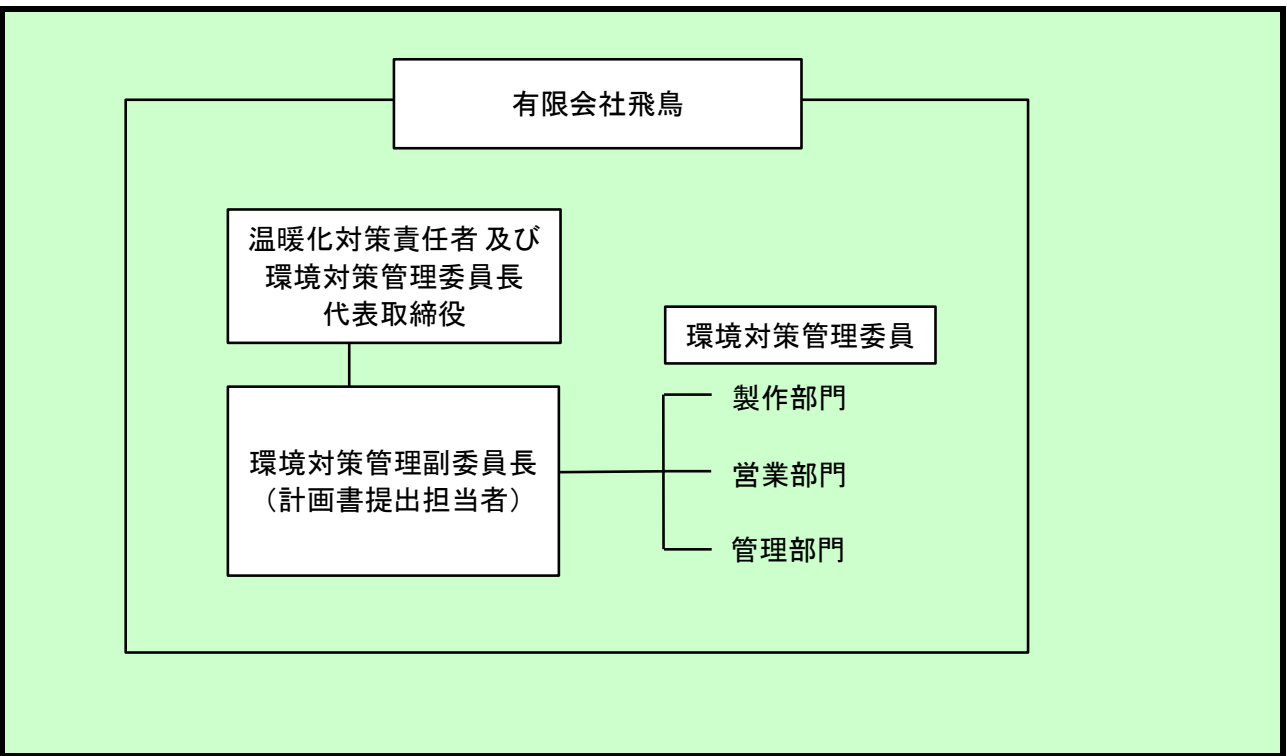 有限会社飛鳥
温暖化対策責任者 及び
環境対策管理委員長
代表取締役
環境対策管理副委員長
（計画書提出担当者）
環境対策管理委員
製作部門
営業部門
管理部門